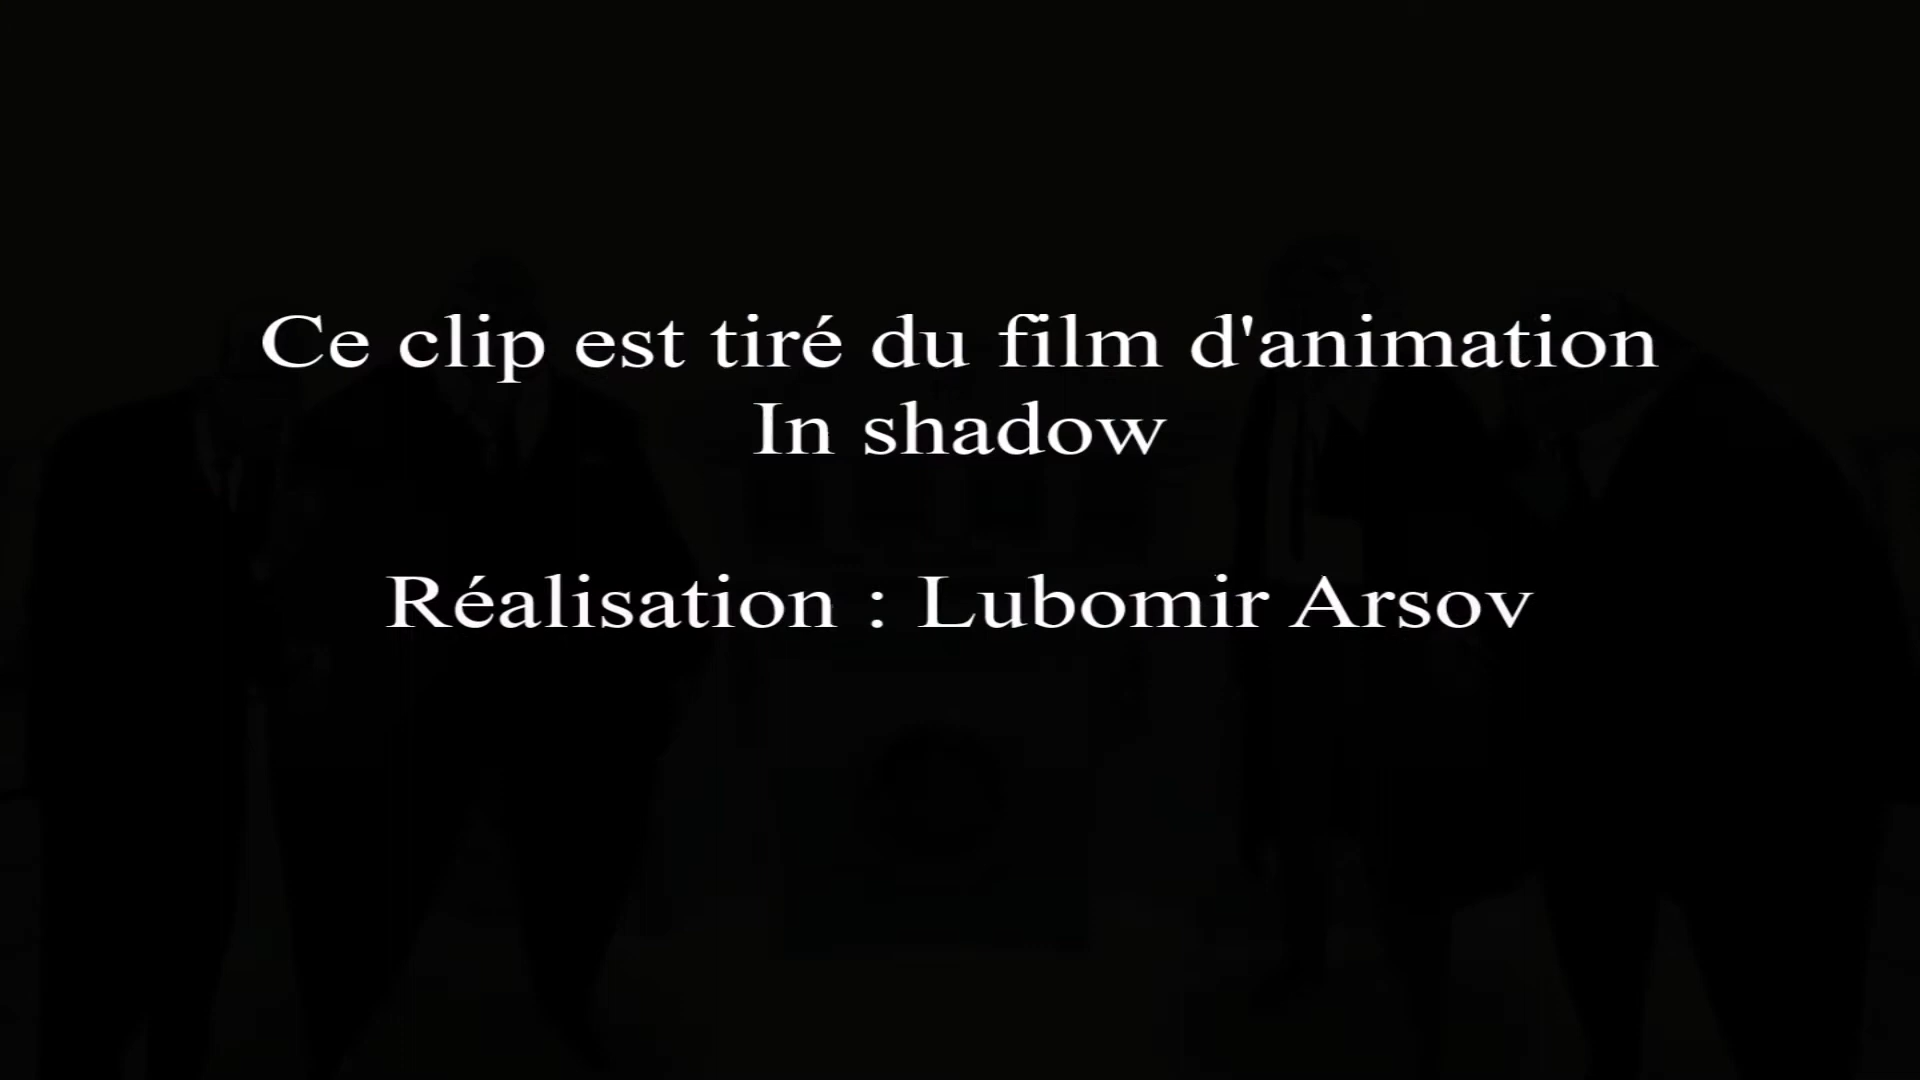 Ce clip est tiré du film d'animation
In shadow
Réalisation : Lubomir Arsov